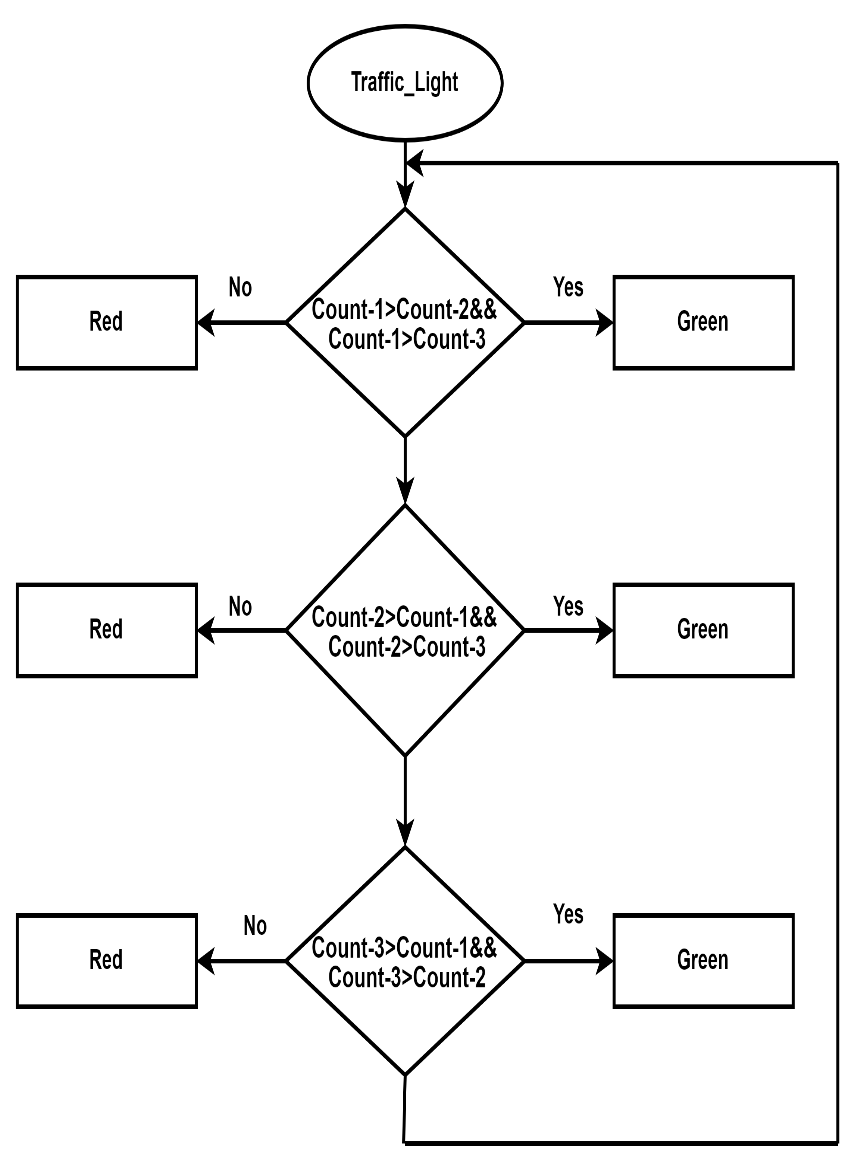 Traffic_Light
No
Yes
Red
Count-1>Count-2&&
Count-1>Count-3
Green
No
Yes
Red
Count-2>Count-1&&
Count-2>Count-3
Green
No
Yes
Red
Count-3>Count-1&&
Count-3>Count-2
Green